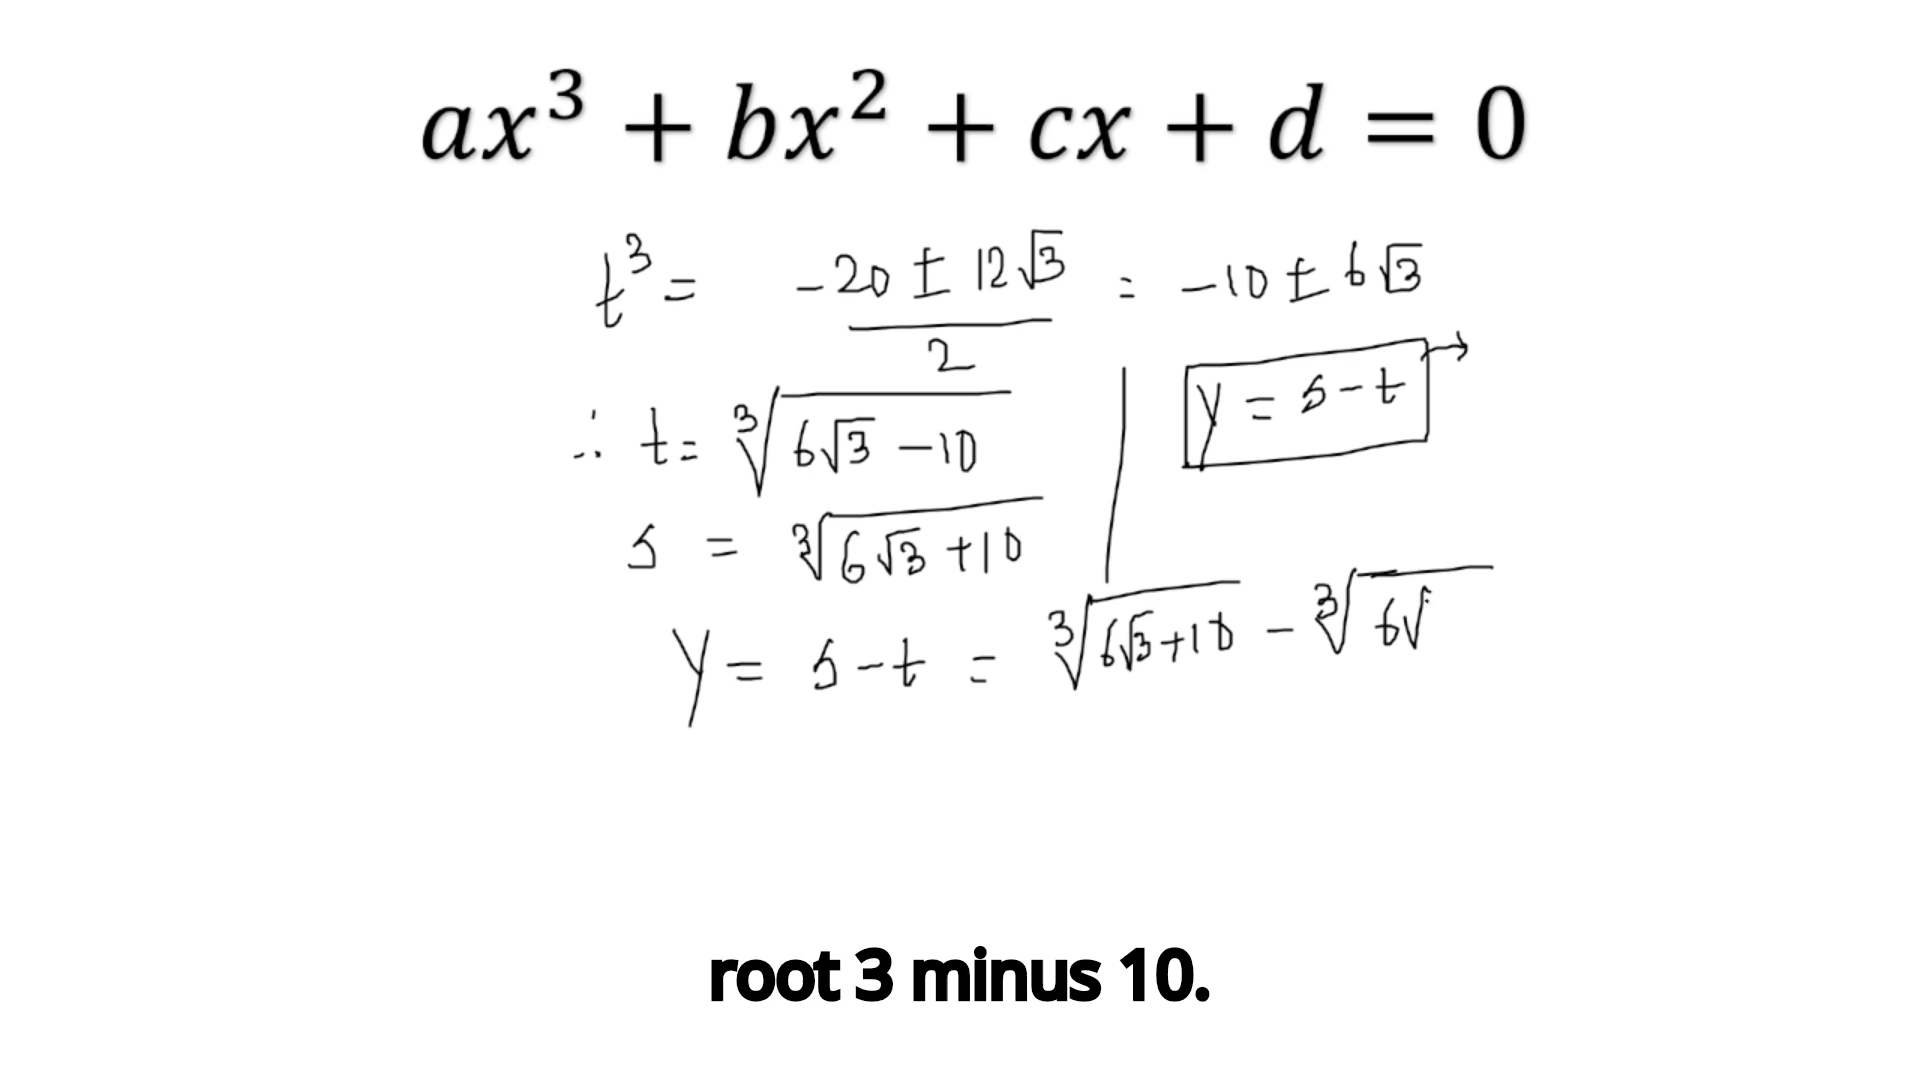 ax³ + bx² + cx + d = 0
t³ = (-20 ± 12√3)/2 = -10 ± 6√3
∴ t = ∛(6√3 - 10)
y = s - t →
s = ∛(6√3 + 10)
y = s - t = ∛(6√3 + 10) - ∛(6√
root 3 minus 10.